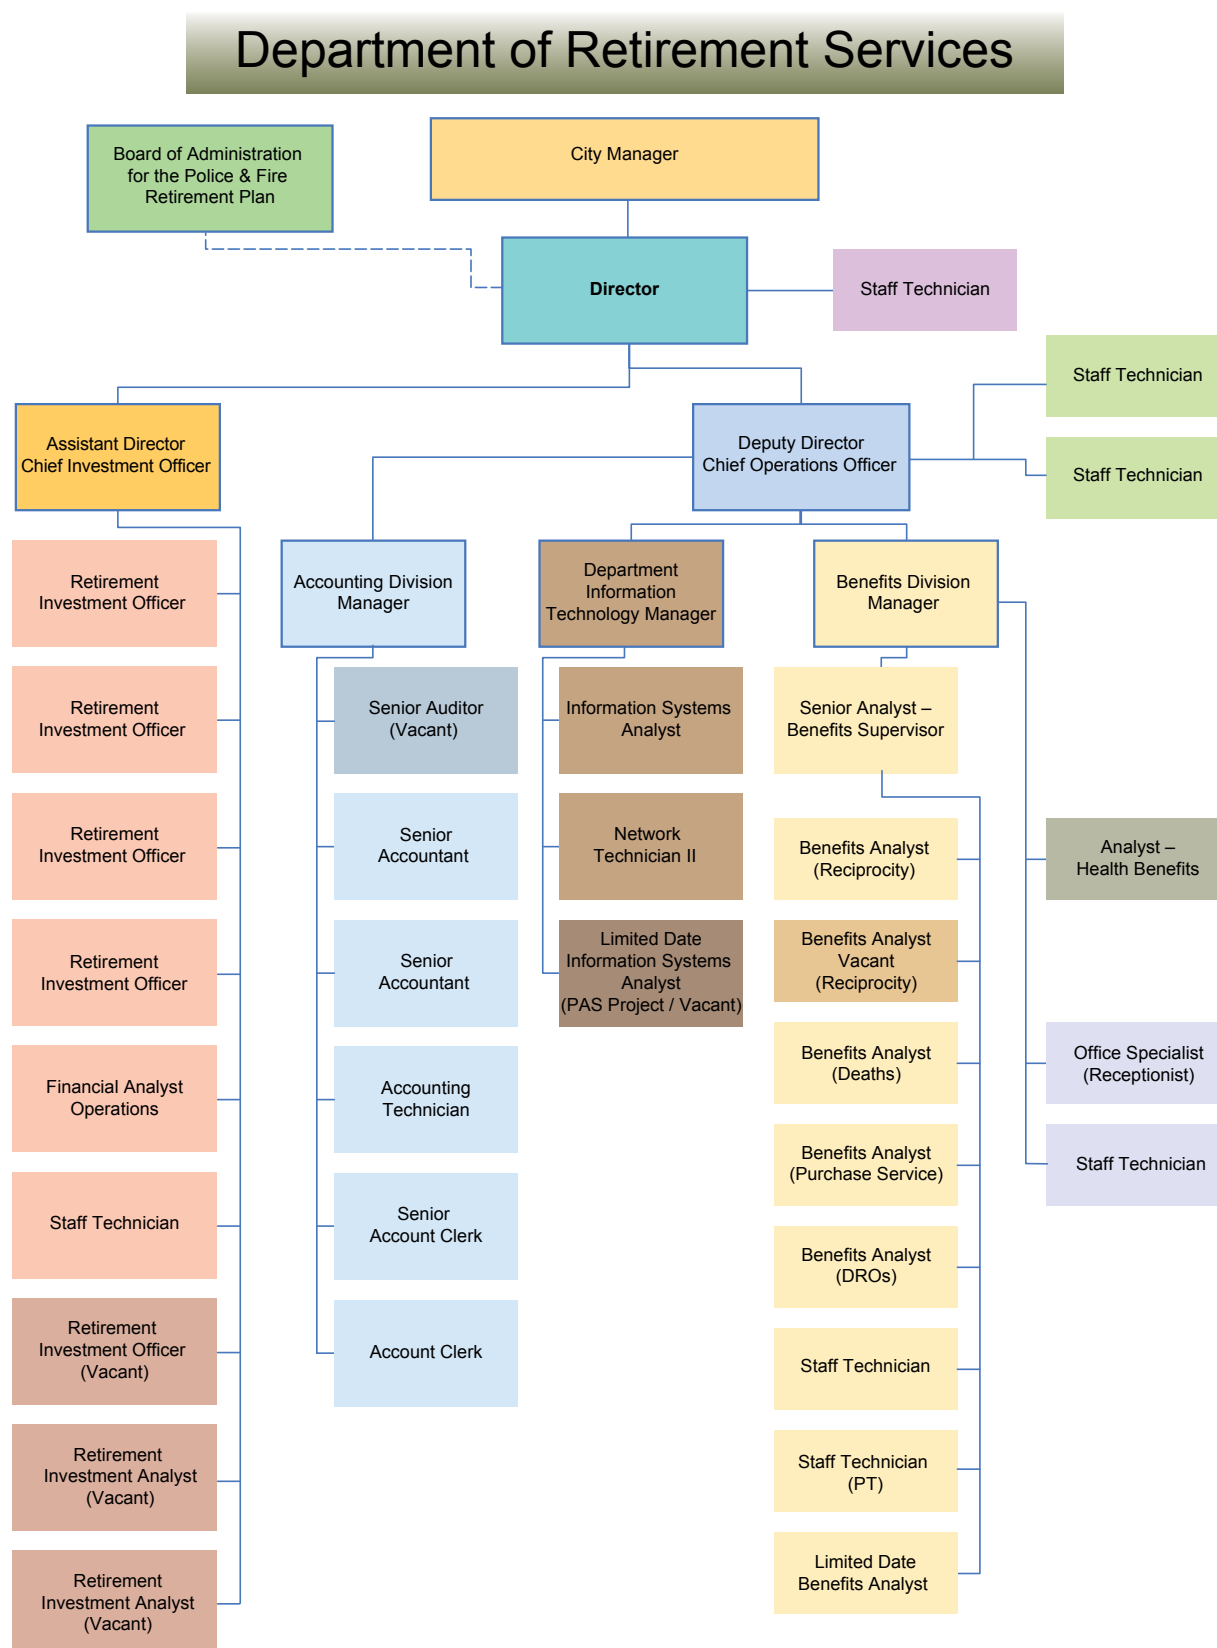 Department of Retirement Services
Board of Administration
for the Police & Fire
Retirement Plan
City Manager
Director
Staff Technician
Staff Technician
Staff Technician
Assistant Director
Chief Investment Officer
Deputy Director
Chief Operations Officer
Retirement
Investment Officer
Retirement
Investment Officer
Retirement
Investment Officer
Retirement
Investment Officer
Financial Analyst
Operations
Staff Technician
Retirement
Investment Officer
(Vacant)
Retirement
Investment Analyst
(Vacant)
Retirement
Investment Analyst
(Vacant)
Accounting Division
Manager
Senior Auditor
(Vacant)
Senior
Accountant
Senior
Accountant
Accounting
Technician
Senior
Account Clerk
Account Clerk
Department
Information
Technology Manager
Information Systems
Analyst
Network
Technician II
Limited Date
Information Systems
Analyst
(PAS Project / Vacant)
Benefits Division
Manager
Senior Analyst –
Benefits Supervisor
Benefits Analyst
(Reciprocity)
Benefits Analyst
Vacant
(Reciprocity)
Benefits Analyst
(Deaths)
Benefits Analyst
(Purchase Service)
Benefits Analyst
(DROs)
Staff Technician
Staff Technician
(PT)
Limited Date
Benefits Analyst
Analyst –
Health Benefits
Office Specialist
(Receptionist)
Staff Technician